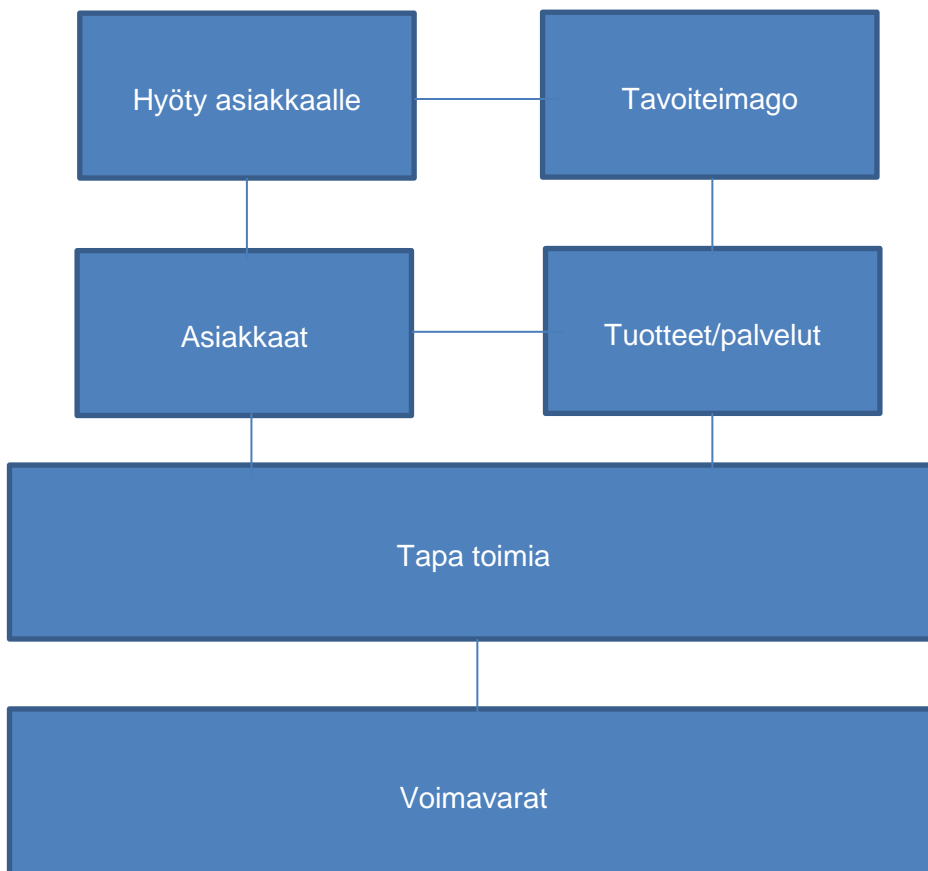 Hyöty asiakkaalle
Tavoiteimago
Asiakkaat
Tuotteet/palvelut
Tapa toimia
Voimavarat